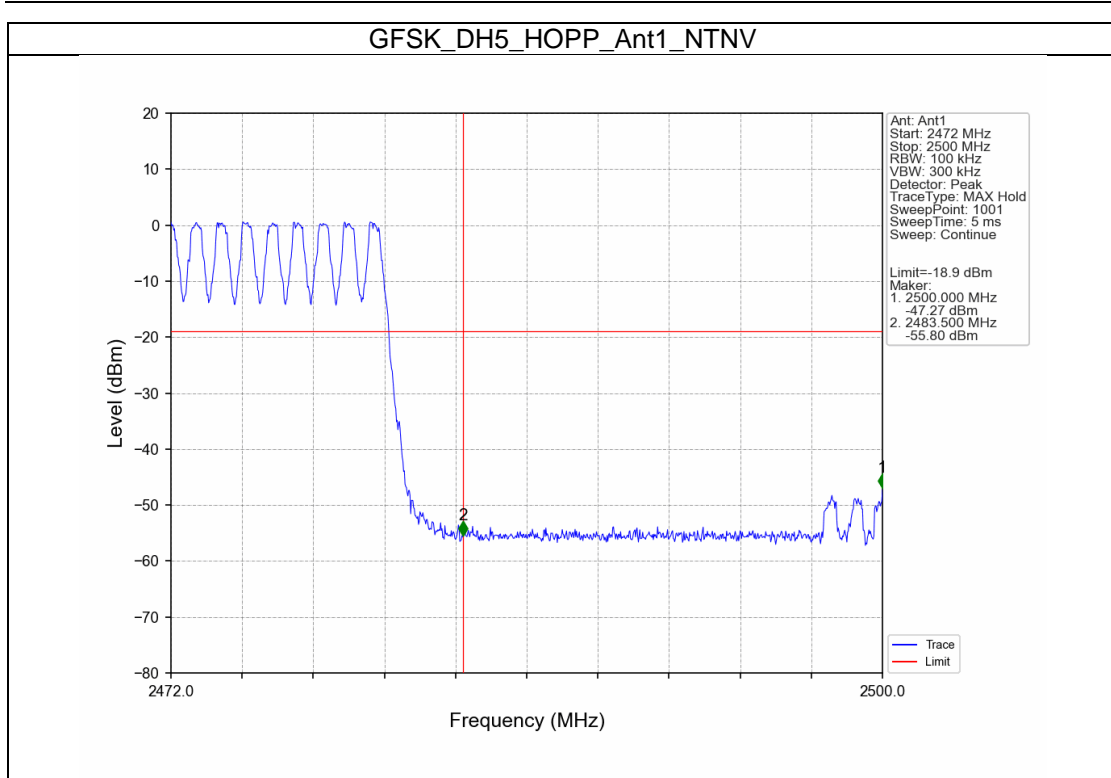 GFSK_DH5_HOPP_Ant1_NTNV
20
10
0
−10
−20
−30
−40
−50
−60
−70
−80
Level (dBm)
2472.0
2500.0
Frequency (MHz)
1
2
Ant: Ant1
Start: 2472 MHz
Stop: 2500 MHz
RBW: 100 kHz
VBW: 300 kHz
Detector: Peak
TraceType: MAX Hold
SweepPoint: 1001
SweepTime: 5 ms
Sweep: Continue
Limit=-18.9 dBm
Maker:
1. 2500.000 MHz
-47.27 dBm
2. 2483.500 MHz
-55.80 dBm
Trace
Limit